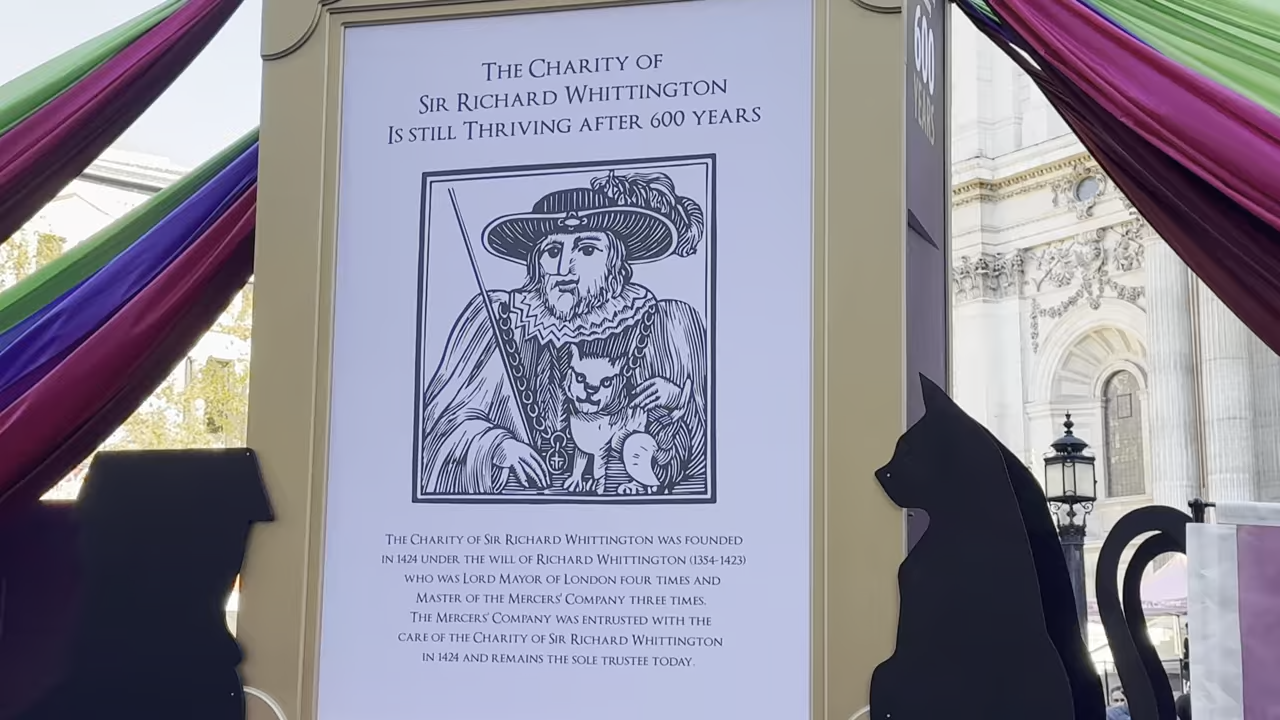 THE CHARITY OF
SIR RICHARD WHITTINGTON
IS STILL THRIVING AFTER 600 YEARS
THE CHARITY OF SIR RICHARD WHITTINGTON WAS FOUNDED
IN 1424 UNDER THE WILL OF RICHARD WHITTINGTON (1354-1423)
WHO WAS LORD MAYOR OF LONDON FOUR TIMES AND
MASTER OF THE MERCERS' COMPANY THREE TIMES.
THE MERCERS' COMPANY WAS ENTRUSTED WITH THE
CARE OF THE CHARITY OF SIR RICHARD WHITTINGTON
IN 1424 AND REMAINS THE SOLE TRUSTEE TODAY.
600
YEARS